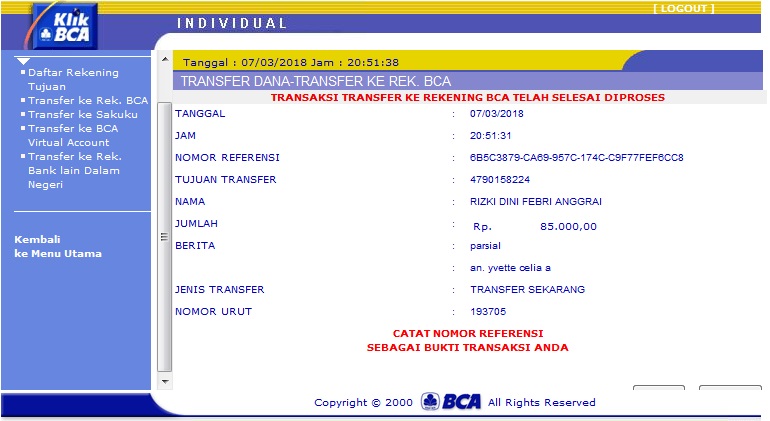 Klik
BCA
INDIVIDUAL
[ LOGOUT ]
Daftar Rekening
Tujuan
Transfer ke Rek. BCA
Transfer ke Sakuku
Transfer ke BCA
Virtual Account
Transfer ke Rek.
Bank lain Dalam
Negeri
Kembali
ke Menu Utama
Tanggal : 07/03/2018 Jam : 20:51:38
TRANSFER DANA-TRANSFER KE REK. BCA
TRANSAKSI TRANSFER KE REKENING BCA TELAH SELESAI DIPROSES
TANGGAL : 07/03/2018
JAM : 20:51:31
NOMOR REFERENSI : 6B5C3879-CA69-957C-174C-C9F77FEF6CC8
TUJUAN TRANSFER : 4790158224
NAMA : RIZKI DINI FEBRI ANGGRAI
JUMLAH : Rp. 85.000,00
BERITA : parsial
: an. yvette celia a
JENIS TRANSFER : TRANSFER SEKARANG
NOMOR URUT : 193705
CATAT NOMOR REFERENSI
SEBAGAI BUKTI TRANSAKSI ANDA
Copyright © 2000 BCA All Rights Reserved